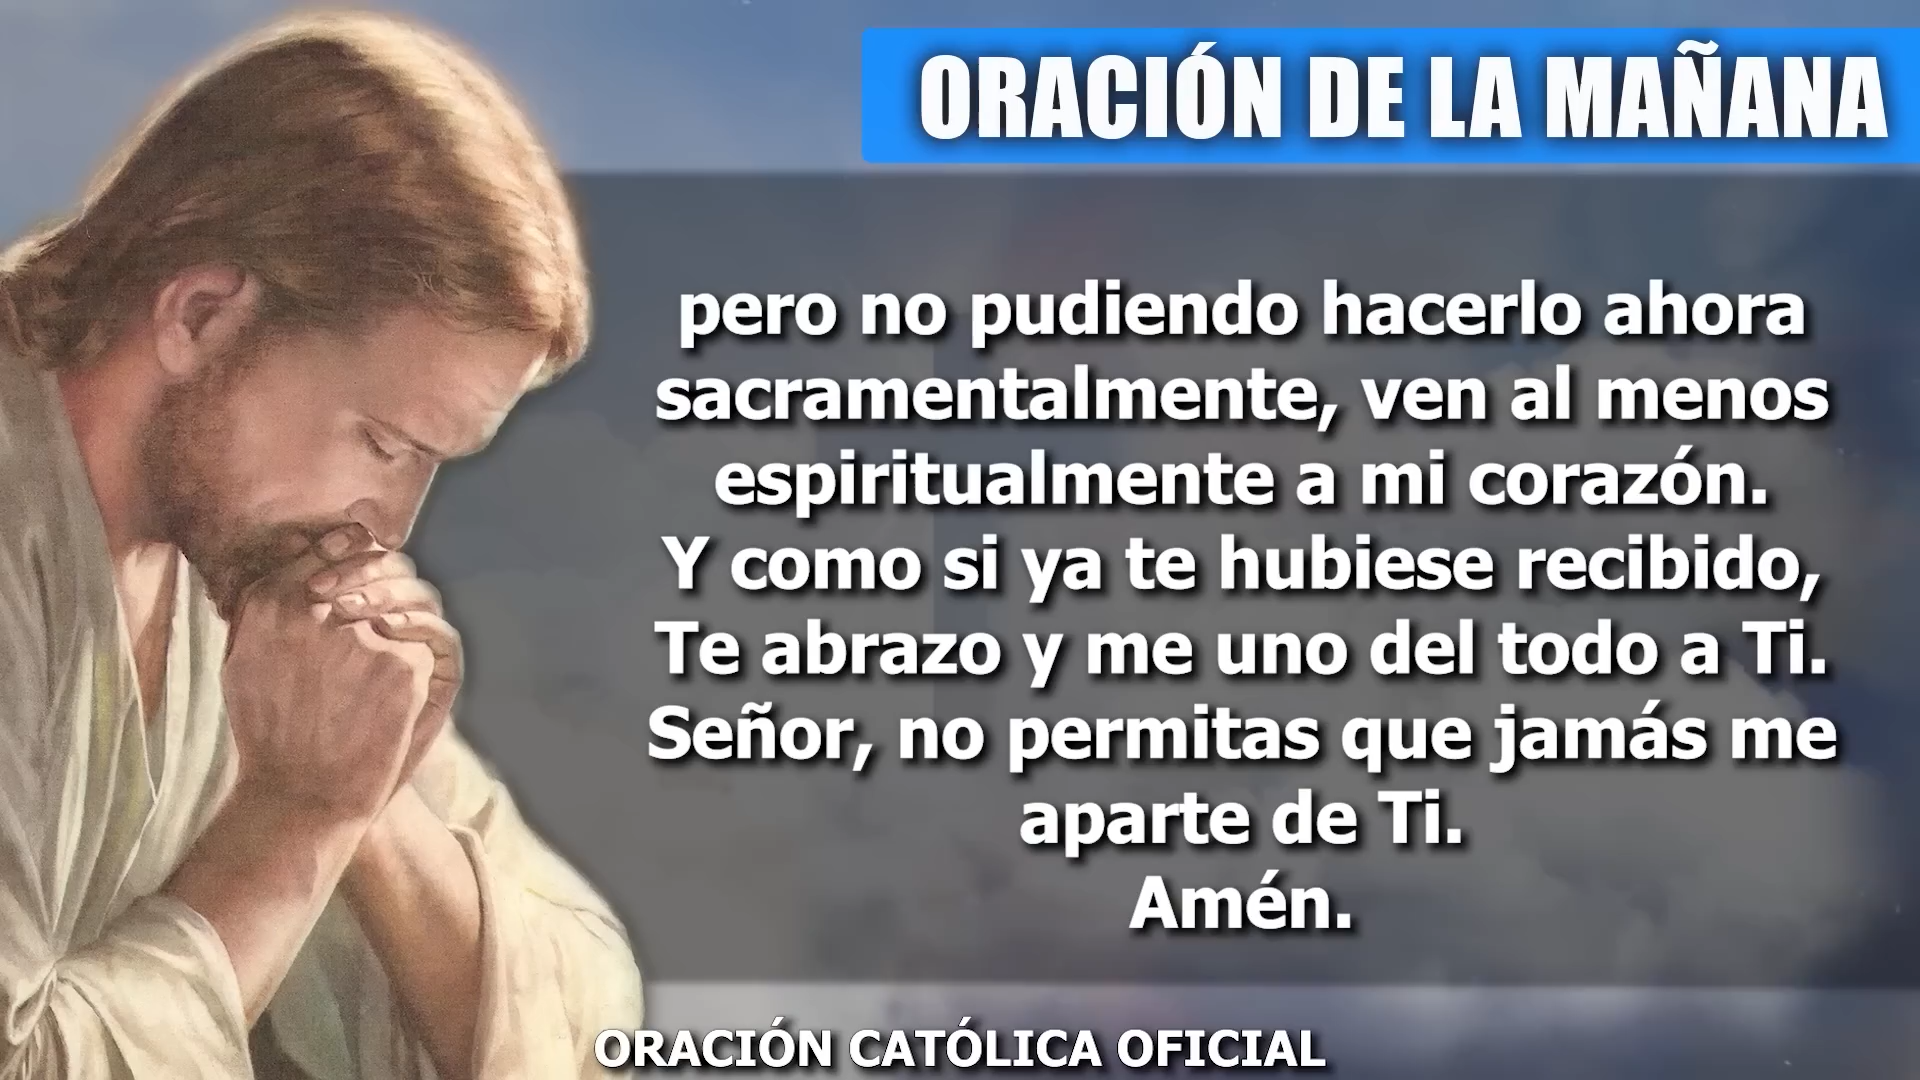 ORACIÓN DE LA MAÑANA
pero no pudiendo hacerlo ahora
sacramentalmente, ven al menos
espiritualmente a mi corazón.
Y como si ya te hubiese recibido,
Te abrazo y me uno del todo a Ti.
Señor, no permitas que jamás me
aparte de Ti.
Amén.
ORACIÓN CATÓLICA OFICIAL